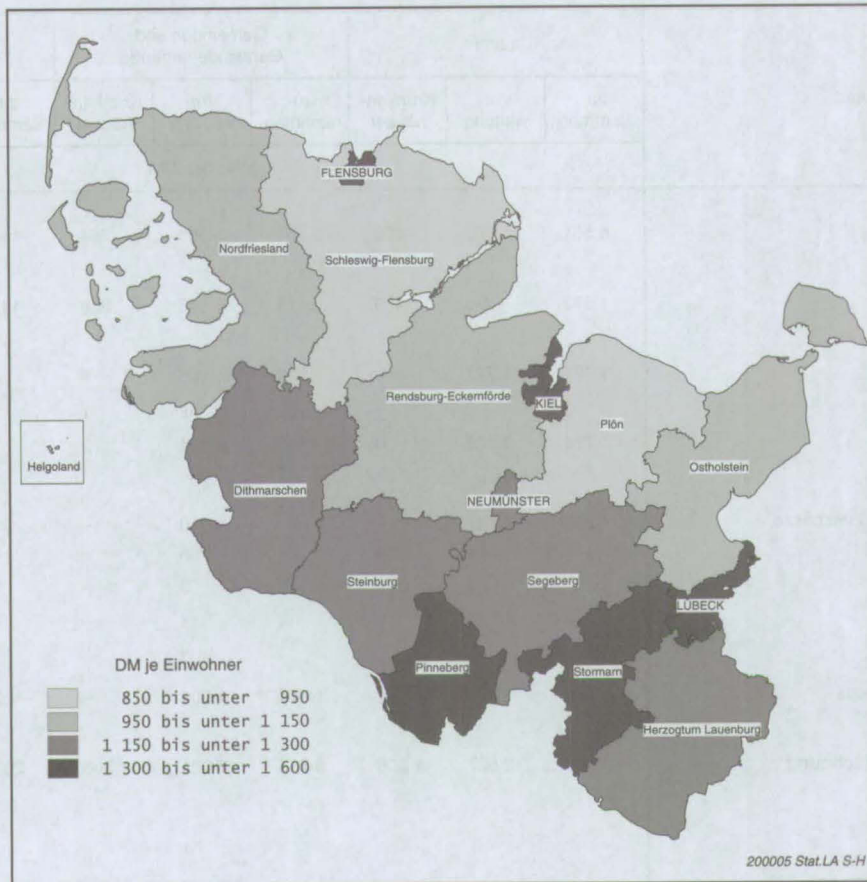 FLENSBURG
Nordfriesland
Schleswig-Flensburg
Rendsburg-Eckernförde
KIEL
Plön
Helgoland
Ostholstein
Dithmarschen
NEUMÜNSTER
Steinburg
Segeberg
LÜBECK
Pinneberg
Stormarn
Herzogtum Lauenburg
DM je Einwohner
850 bis unter 950
950 bis unter 1 150
1 150 bis unter 1 300
1 300 bis unter 1 600
200005 Stat.LA S-H